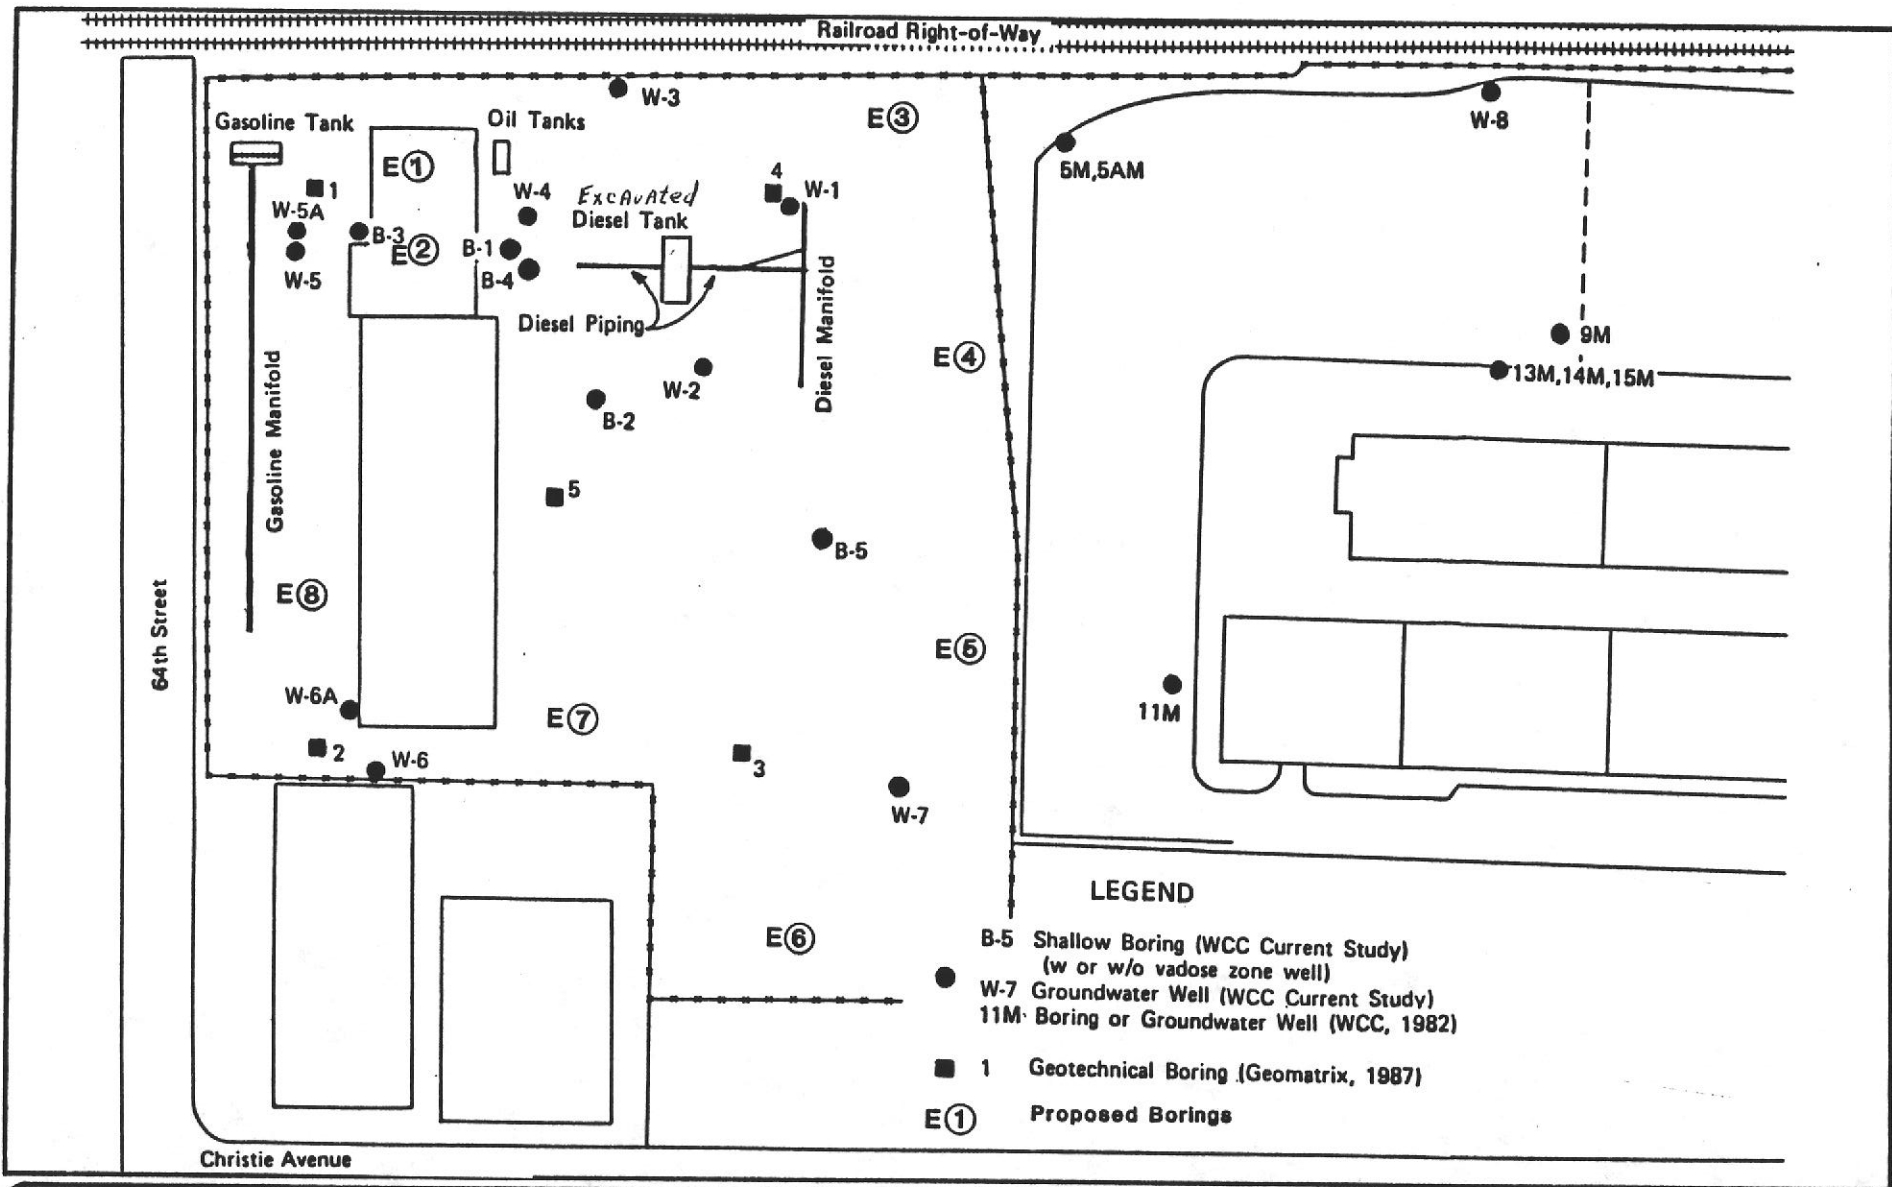 Railroad Right-of-Way
W-3
E③
Gasoline Tank
Oil Tanks
W-8
E①
5M,5AM
1
W-4
Excavated
4
W-1
W-5A
Diesel Tank
B-3
E②
B-1
W-5
B-4
Diesel Piping
Diesel Manifold
9M
E④
13M,14M,15M
W-2
B-2
Gasoline Manifold
5
B-5
E⑧
64th Street
E⑤
W-6A
11M
E⑦
2
W-6
3
W-7
LEGEND
E⑥
B-5 Shallow Boring (WCC Current Study)
(w or w/o vadose zone well)
W-7 Groundwater Well (WCC Current Study)
11M Boring or Groundwater Well (WCC, 1982)
1 Geotechnical Boring (Geomatrix, 1987)
E① Proposed Borings
Christie Avenue